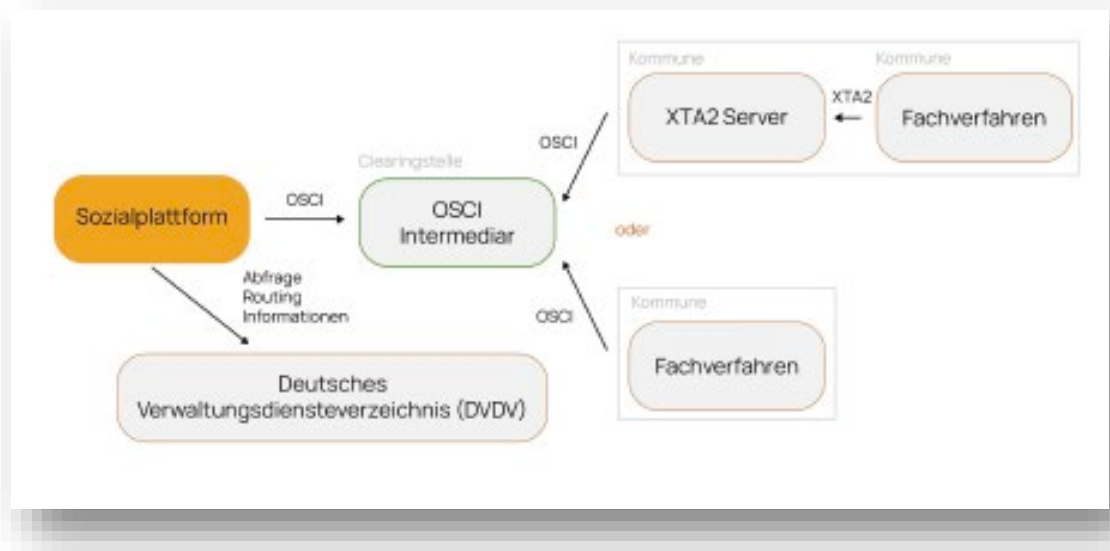 Kommune
Kommune
XTA2 Server
XTA2
Fachverfahren
OSCI
Clearingstelle
Sozialplattform
OSCI
OSCI
Intermediär
oder
Abfrage
Routing
Informationen
OSCI
Kommune
Fachverfahren
Deutsches
Verwaltungsdiensteverzeichnis (DVDV)